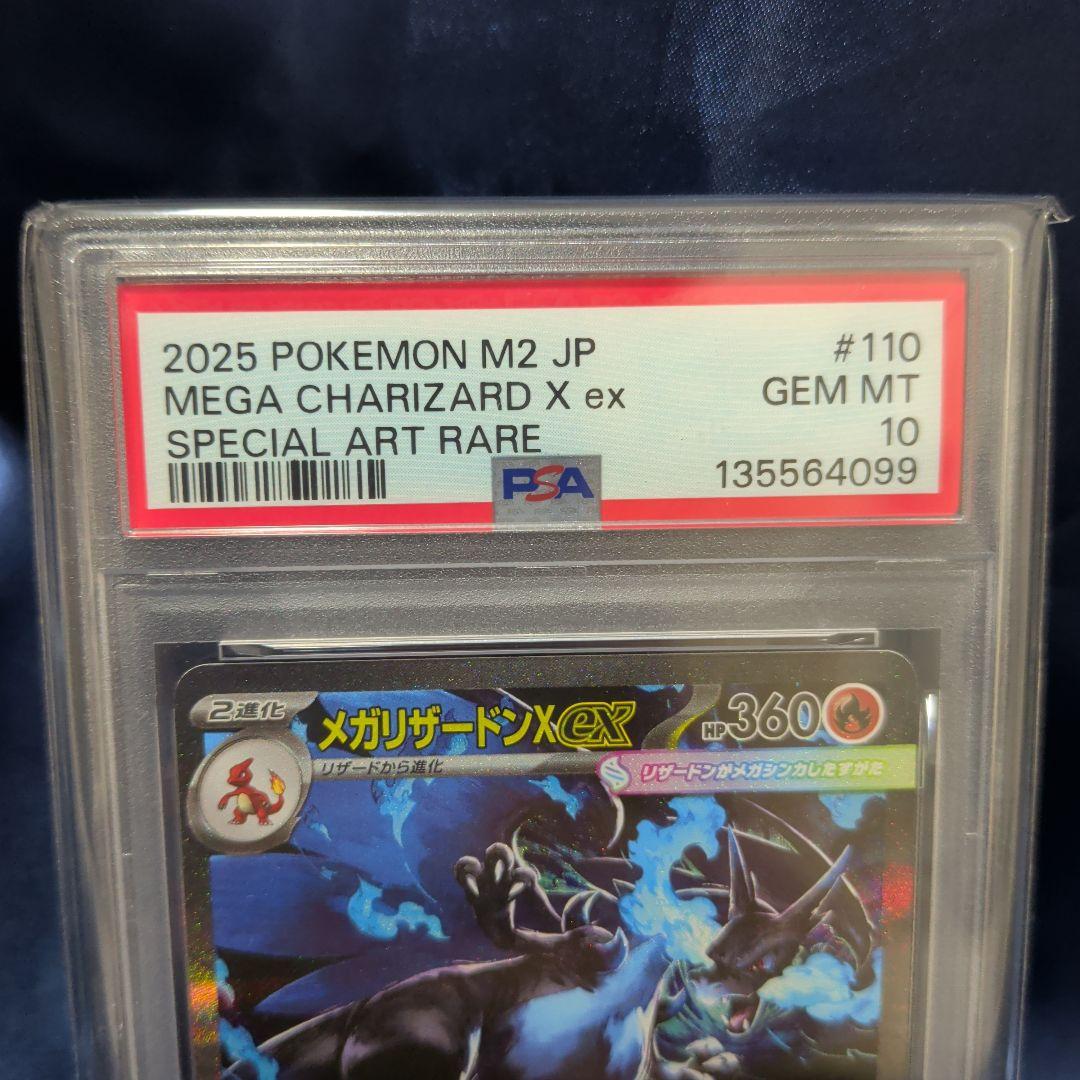 2025 POKEMON M2 JP #110
MEGA CHARIZARD X ex GEM MT
SPECIAL ART RARE 10
PSA 135564099
2進化 メガリザードンXex HP360
リザードから進化 リザードンがメガシンカしたすがた